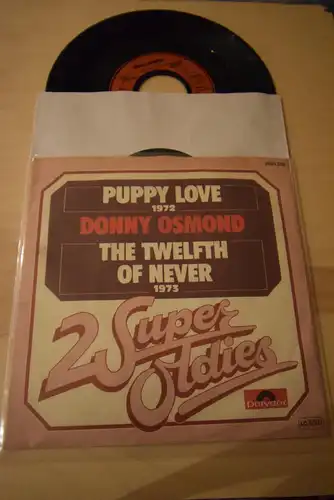 PUPPY LOVE
1972
DONNY OSMOND
THE TWELFTH
OF NEVER
1973
2 Super
Oldies
Polydor